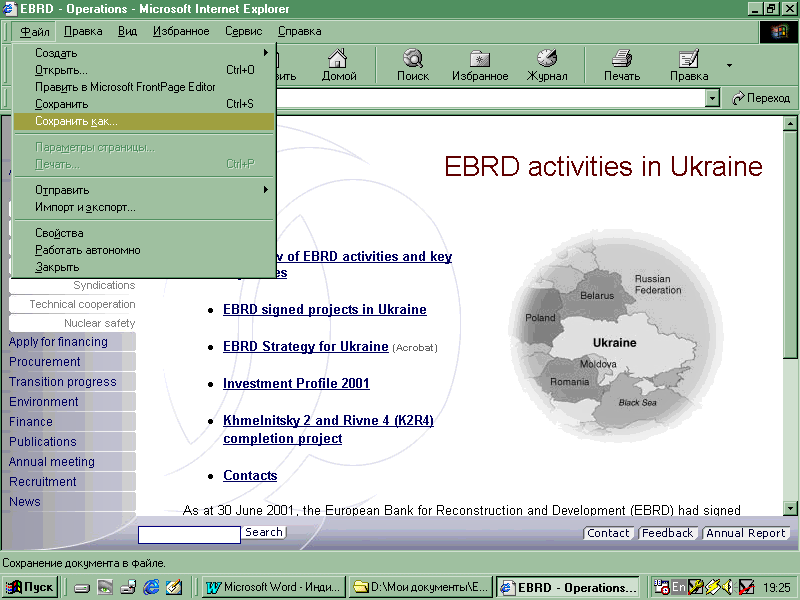 EBRD - Operations - Microsoft Internet Explorer
Файл Правка Вид Избранное Сервис Справка
Создать
Открыть... Ctrl+O
Править в Microsoft FrontPage Editor
Сохранить Ctrl+S
Сохранить как...
Параметры страницы...
Печать... Ctrl+P
Отправить
Импорт и экспорт...
Свойства
Работать автономно
Закрыть
Домой Поиск Избранное Журнал Печать Правка
Переход
EBRD activities in Ukraine
of EBRD activities and key
EBRD signed projects in Ukraine
EBRD Strategy for Ukraine (Acrobat)
Investment Profile 2001
Khmelnitsky 2 and Rivne 4 (K2R4)
completion project
Contacts
As at 30 June 2001, the European Bank for Reconstruction and Development (EBRD) had signed
Syndications
Technical cooperation
Nuclear safety
Apply for financing
Procurement
Transition progress
Environment
Finance
Publications
Annual meeting
Recruitment
News
Russian
Federation
Belarus
Poland
Ukraine
Moldova
Romania
Black Sea
Search
Contact Feedback Annual Report
Сохранение документа в файле.
Пуск Microsoft Word - Инди... D:\Мои документы\E... EBRD - Operations... En 19:25